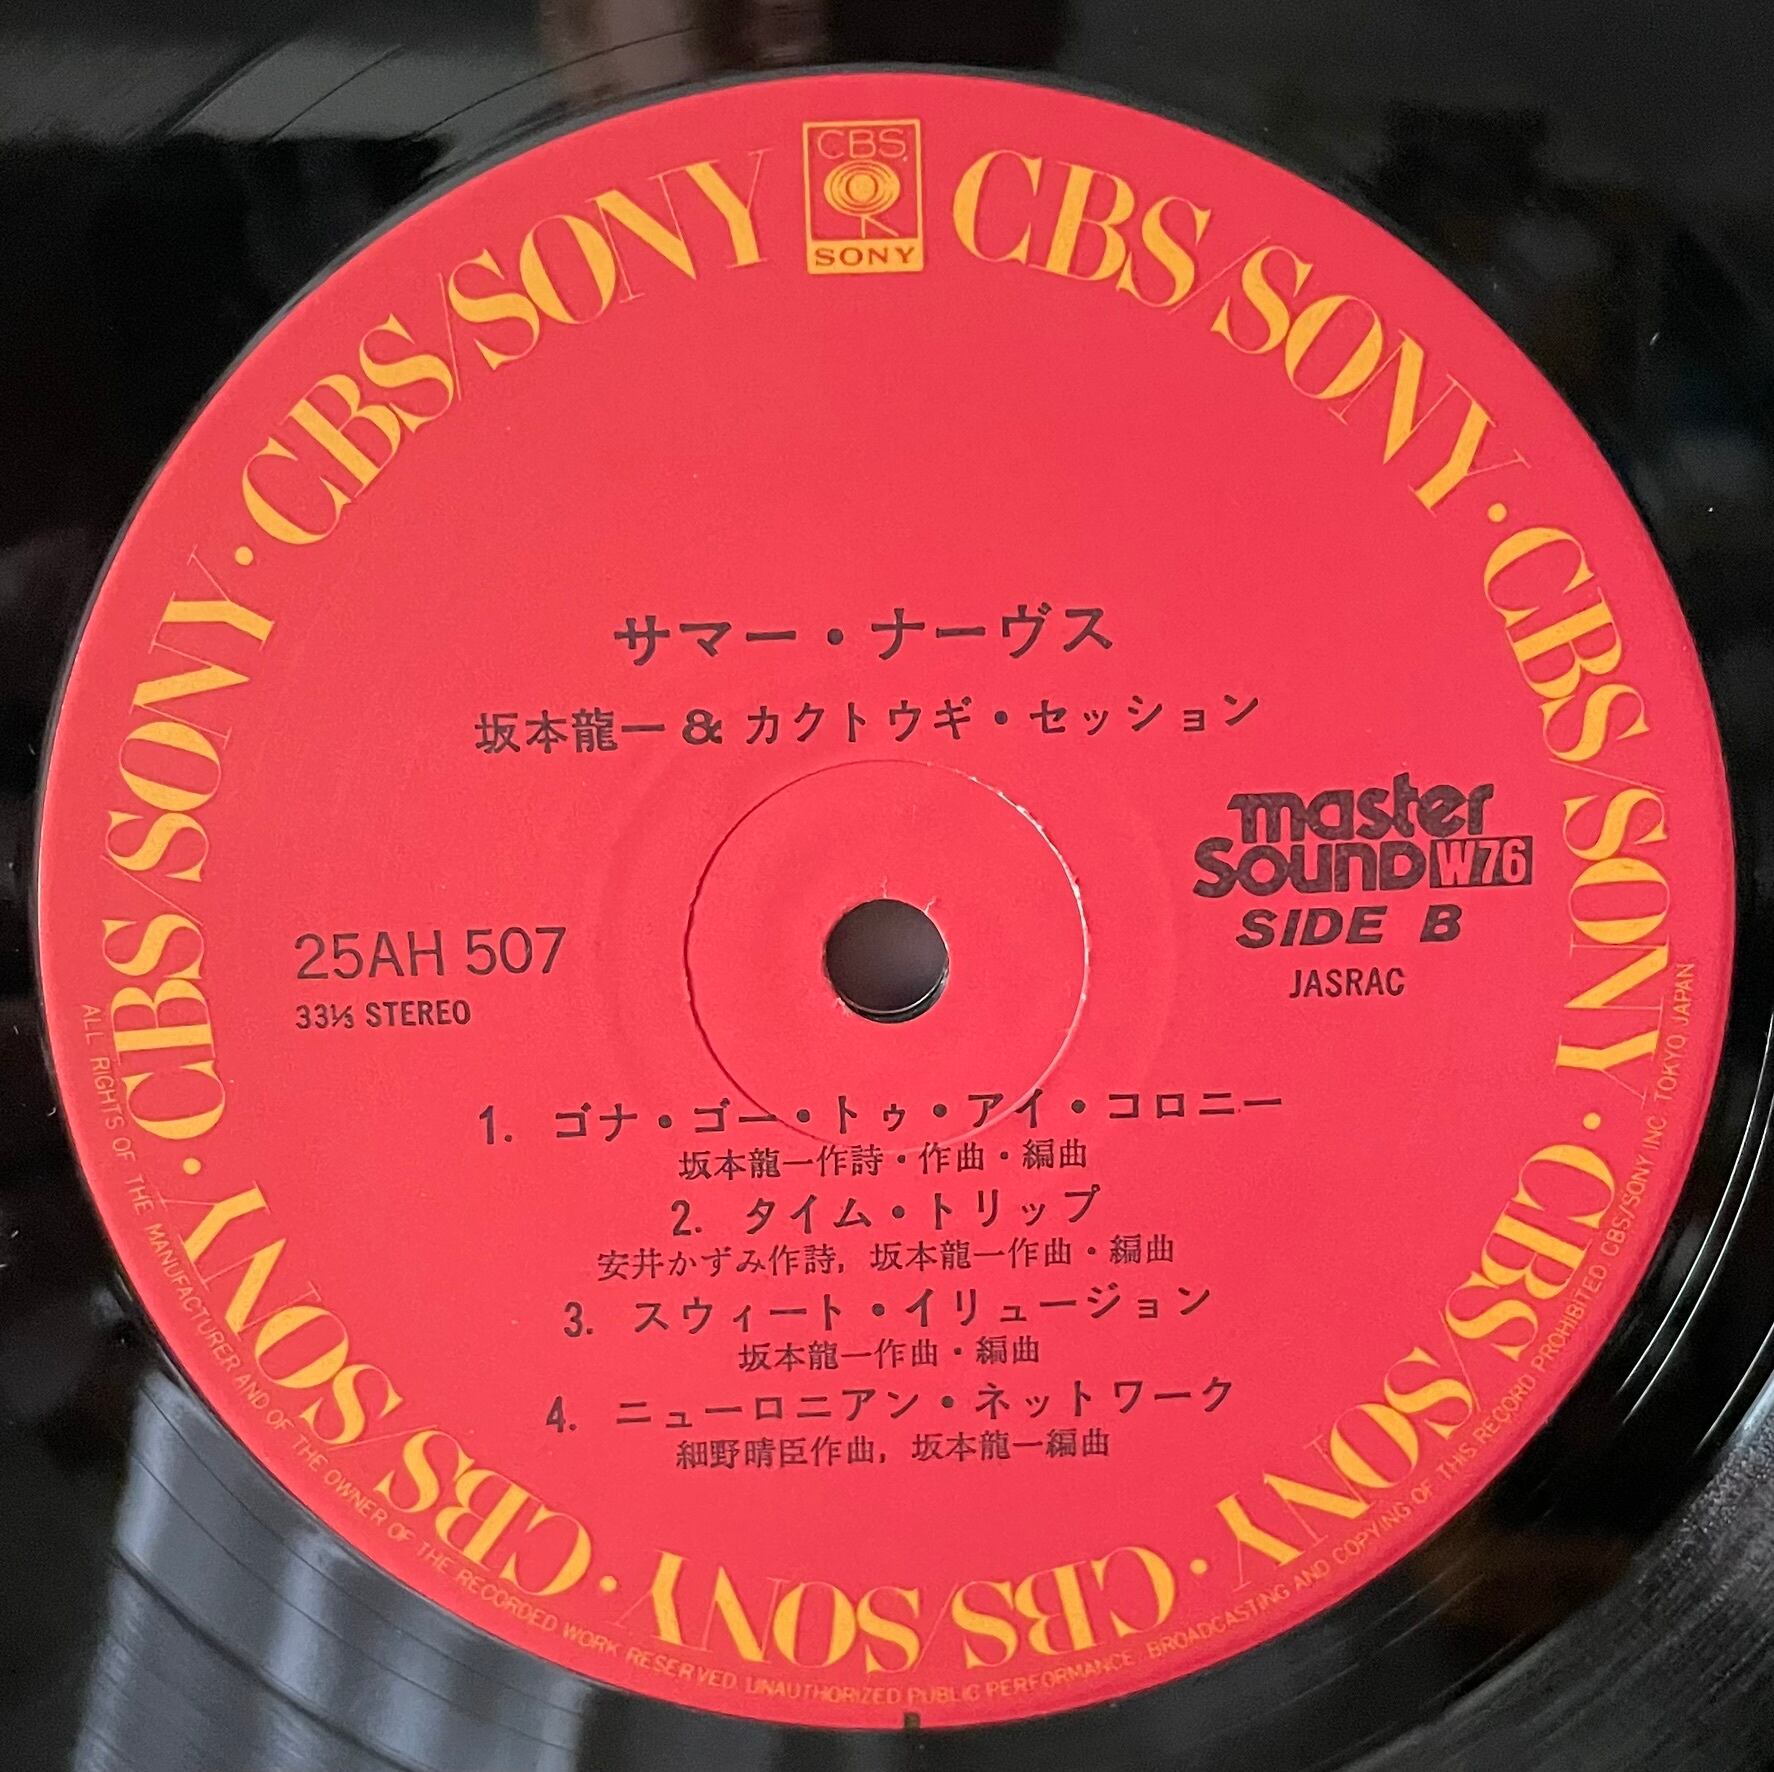 CBS
SONY
CBS/SONY · CBS/SONY · CBS/SONY · CBS/SONY · CBS/SONY · CBS/SONY · CBS/SONY
サマー・ナーヴス
坂本龍一 & カクトウギ・セッション
master
SOUND W76
SIDE B
JASRAC
25AH 507
33⅓ STEREO
1. ゴナ・ゴー・トゥ・アイ・コロニー
坂本龍一作詩・作曲・編曲
2. タイム・トリップ
安井かずみ作詩, 坂本龍一作曲・編曲
3. スウィート・イリュージョン
坂本龍一作曲・編曲
4. ニューロニアン・ネットワーク
細野晴臣作曲, 坂本龍一編曲
ALL RIGHTS OF THE MANUFACTURER AND OF THE OWNER OF THE RECORDED WORK RESERVED. UNAUTHORIZED PUBLIC PERFORMANCE. BROADCASTING AND COPYING OF THIS RECORD PROHIBITED CBS/SONY INC. TOKYO, JAPAN